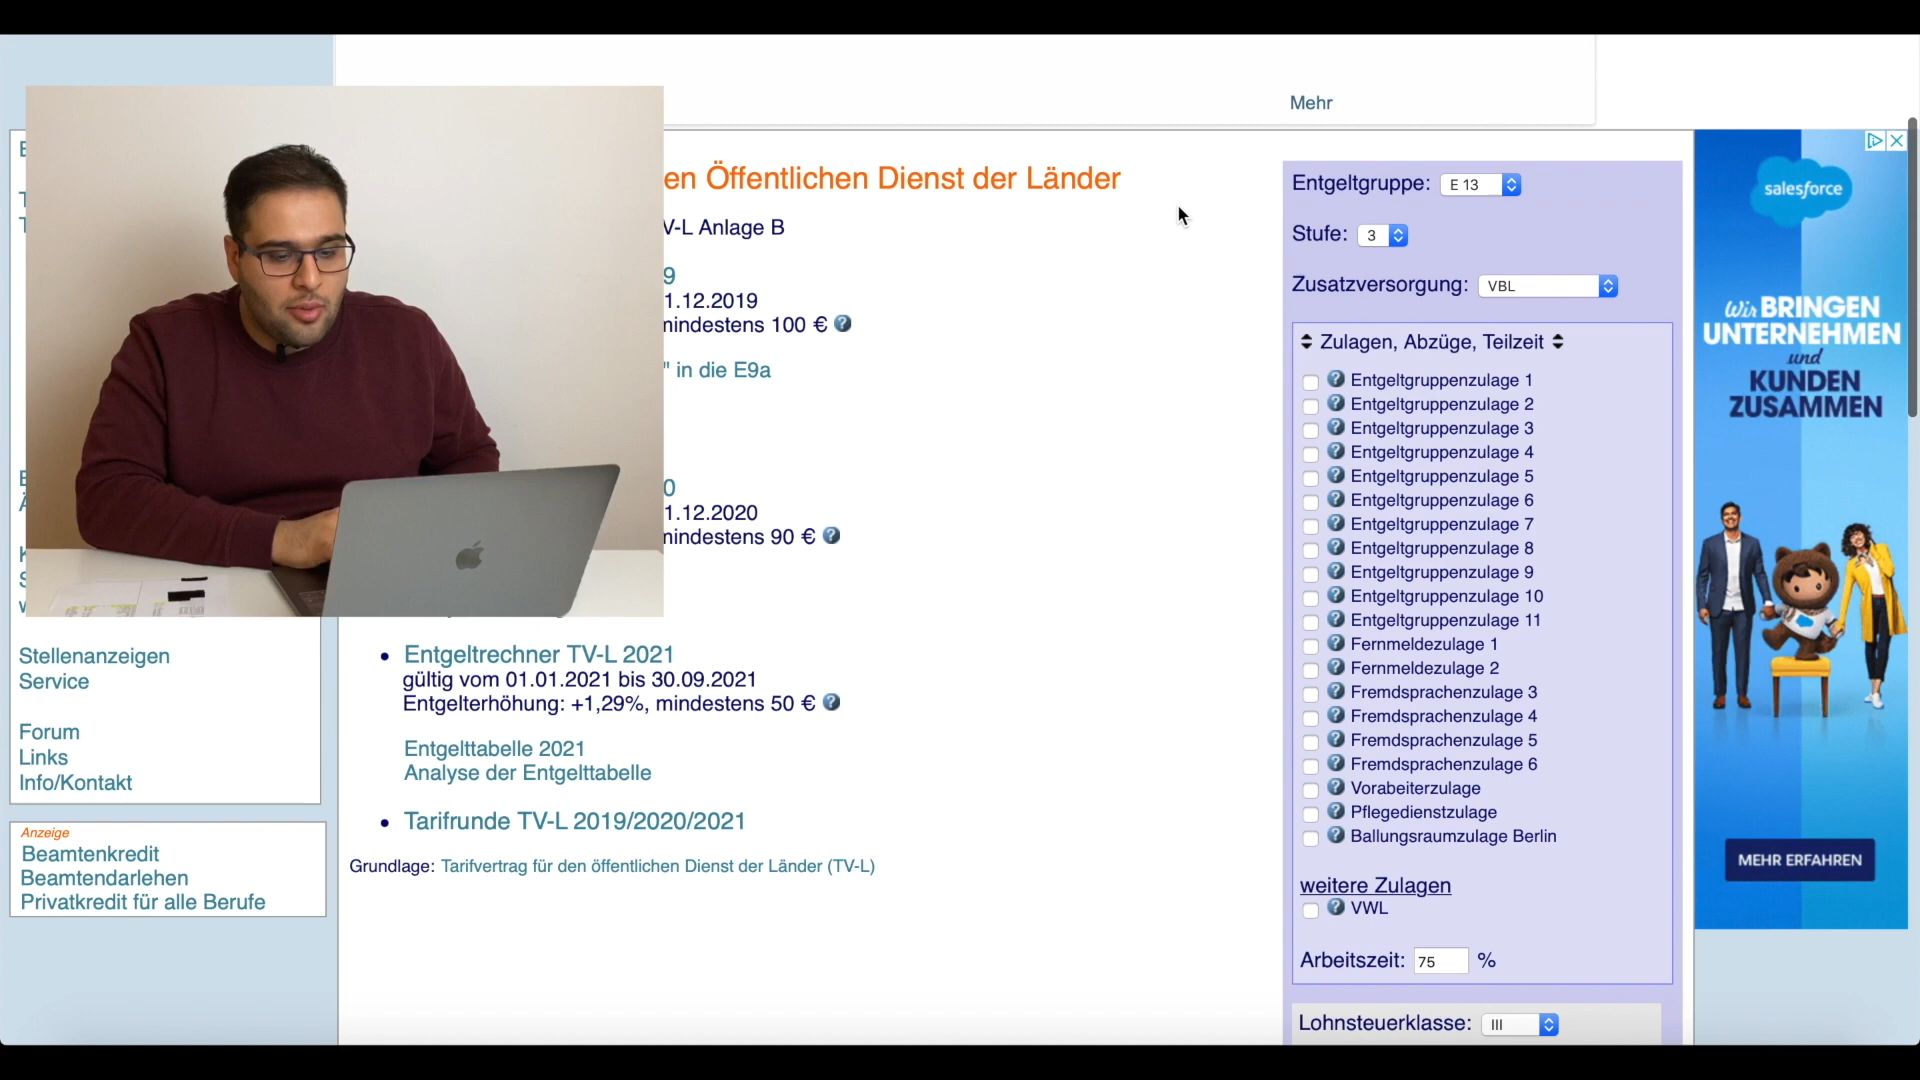 Mehr
en Öffentlichen Dienst der Länder
V-L Anlage B
9
1.12.2019
mindestens 100 €
" in die E9a
0
1.12.2020
mindestens 90 €
Entgeltrechner TV-L 2021
gültig vom 01.01.2021 bis 30.09.2021
Entgelterhöhung: +1,29%, mindestens 50 €
Entgelttabelle 2021
Analyse der Entgelttabelle
Tarifrunde TV-L 2019/2020/2021
Grundlage: Tarifvertrag für den öffentlichen Dienst der Länder (TV-L)
Stellenanzeigen
Service
Forum
Links
Info/Kontakt
Anzeige
Beamtenkredit
Beamtendarlehen
Privatkredit für alle Berufe
Entgeltgruppe: E 13
Stufe: 3
Zusatzversorgung: VBL
Zulagen, Abzüge, Teilzeit
Entgeltgruppenzulage 1
Entgeltgruppenzulage 2
Entgeltgruppenzulage 3
Entgeltgruppenzulage 4
Entgeltgruppenzulage 5
Entgeltgruppenzulage 6
Entgeltgruppenzulage 7
Entgeltgruppenzulage 8
Entgeltgruppenzulage 9
Entgeltgruppenzulage 10
Entgeltgruppenzulage 11
Fernmeldezulage 1
Fernmeldezulage 2
Fremdsprachenzulage 3
Fremdsprachenzulage 4
Fremdsprachenzulage 5
Fremdsprachenzulage 6
Vorabeiterzulage
Pflegedienstzulage
Ballungsraumzulage Berlin
weitere Zulagen
VWL
Arbeitszeit: 75 %
Lohnsteuerklasse: III
salesforce
Wir BRINGEN
UNTERNEHMEN
und
KUNDEN
ZUSAMMEN
MEHR ERFAHREN